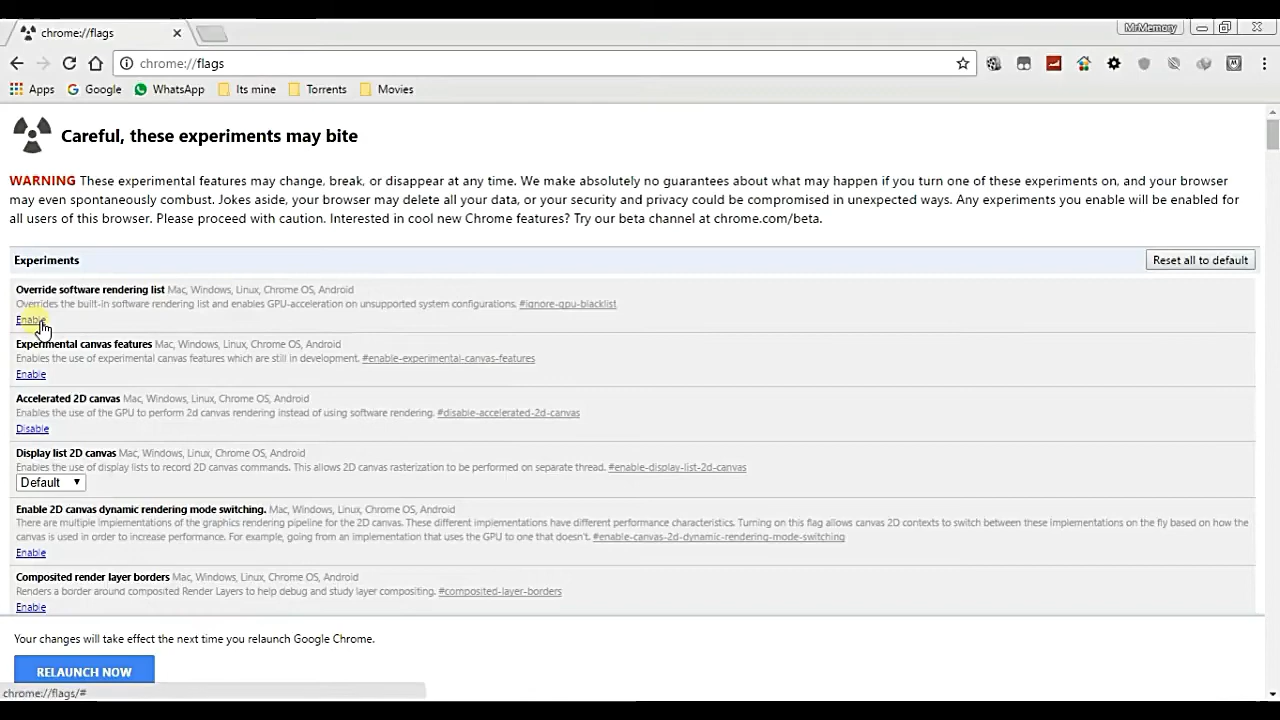 chrome://flags
MrMemory
chrome://flags
Apps Google WhatsApp Its mine Torrents Movies
Careful, these experiments may bite
WARNING These experimental features may change, break, or disappear at any time. We make absolutely no guarantees about what may happen if you turn one of these experiments on, and your browser
may even spontaneously combust. Jokes aside, your browser may delete all your data, or your security and privacy could be compromised in unexpected ways. Any experiments you enable will be enabled for
all users of this browser. Please proceed with caution. Interested in cool new Chrome features? Try our beta channel at chrome.com/beta.
Experiments Reset all to default
Override software rendering list Mac, Windows, Linux, Chrome OS, Android
Overrides the built-in software rendering list and enables GPU-acceleration on unsupported system configurations. #ignore-gpu-blacklist
Enable
Experimental canvas features Mac, Windows, Linux, Chrome OS, Android
Enables the use of experimental canvas features which are still in development. #enable-experimental-canvas-features
Enable
Accelerated 2D canvas Mac, Windows, Linux, Chrome OS, Android
Enables the use of the GPU to perform 2d canvas rendering instead of using software rendering. #disable-accelerated-2d-canvas
Disable
Display list 2D canvas Mac, Windows, Linux, Chrome OS, Android
Enables the use of display lists to record 2D canvas commands. This allows 2D canvas rasterization to be performed on separate thread. #enable-display-list-2d-canvas
Default
Enable 2D canvas dynamic rendering mode switching. Mac, Windows, Linux, Chrome OS, Android
There are multiple implementations of the graphics rendering pipeline for the 2D canvas. These different implementations have different performance characteristics. Turning on this flag allows canvas 2D contexts to switch between these implementations on the fly based on how the
canvas is used in order to increase performance. For example, going from an implementation that uses the GPU to one that doesn't. #enable-canvas-2d-dynamic-rendering-mode-switching
Enable
Composited render layer borders Mac, Windows, Linux, Chrome OS, Android
Renders a border around composited Render Layers to help debug and study layer compositing. #composited-layer-borders
Enable
Your changes will take effect the next time you relaunch Google Chrome.
RELAUNCH NOW
chrome://flags/#